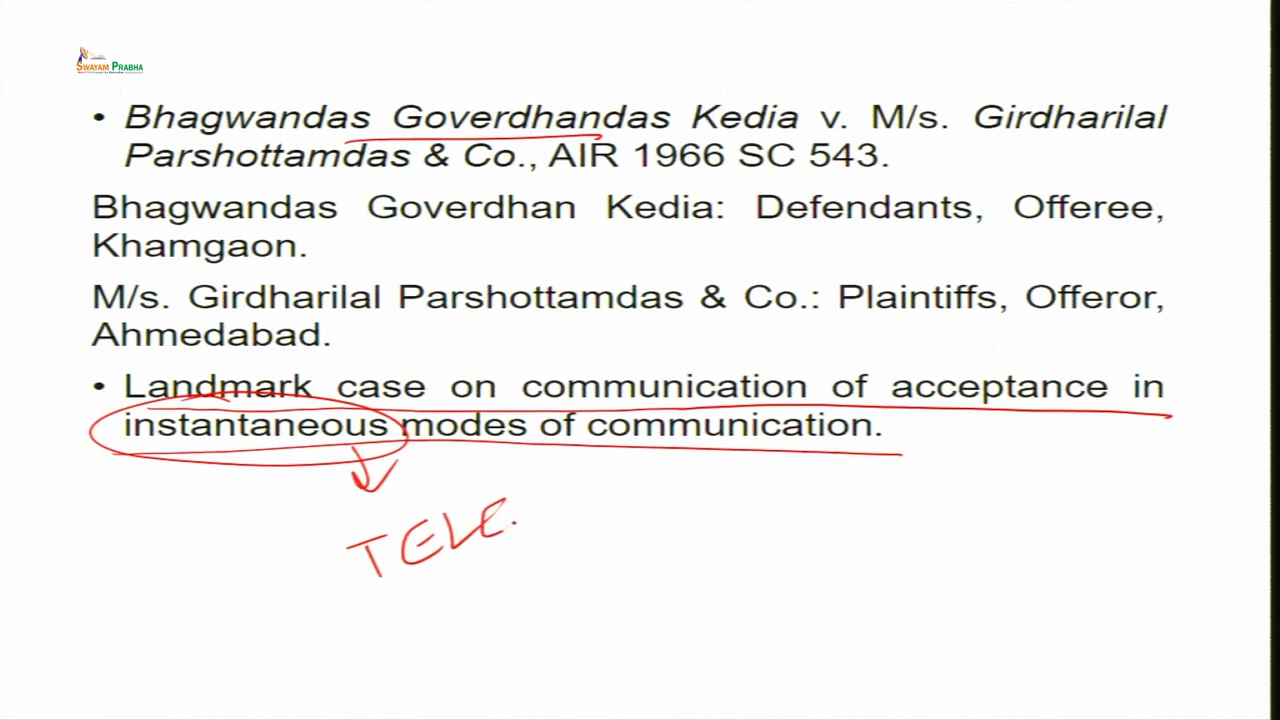 SWAYAM PRABHA
• Bhagwandas Goverdhandas Kedia v. M/s. Girdharilal
Parshottamdas & Co., AIR 1966 SC 543.
Bhagwandas Goverdhan Kedia: Defendants, Offeree,
Khamgaon.
M/s. Girdharilal Parshottamdas & Co.: Plaintiffs, Offeror,
Ahmedabad.
• Landmark case on communication of acceptance in
instantaneous modes of communication.
TELE.